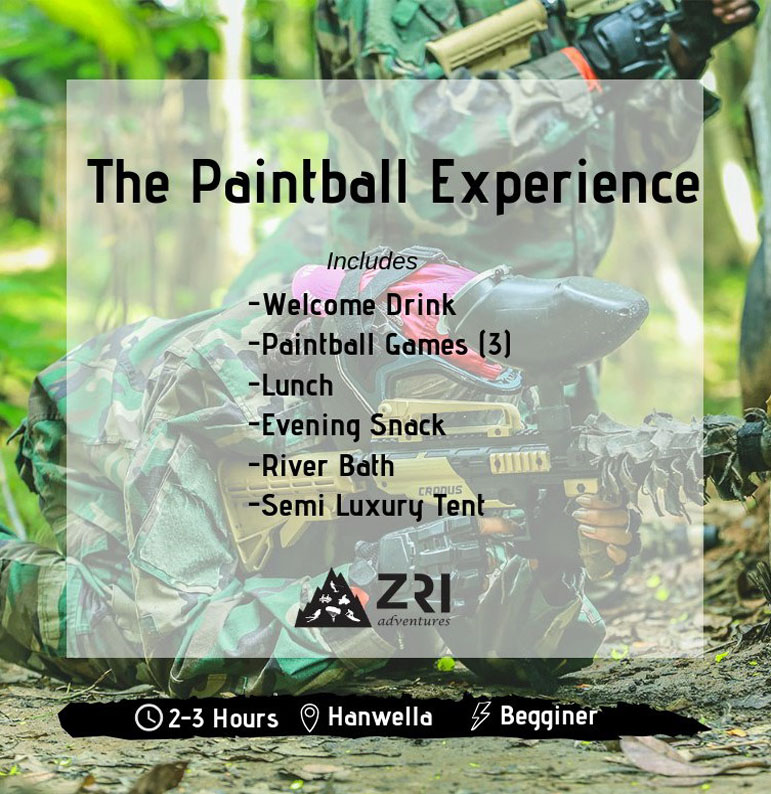 The Paintball Experience
Includes
-Welcome Drink
-Paintball Games (3)
-Lunch
-Evening Snack
-River Bath
-Semi Luxury Tent
CRONUS
ZRI
adventures
2-3 Hours
Hanwella
Begginer